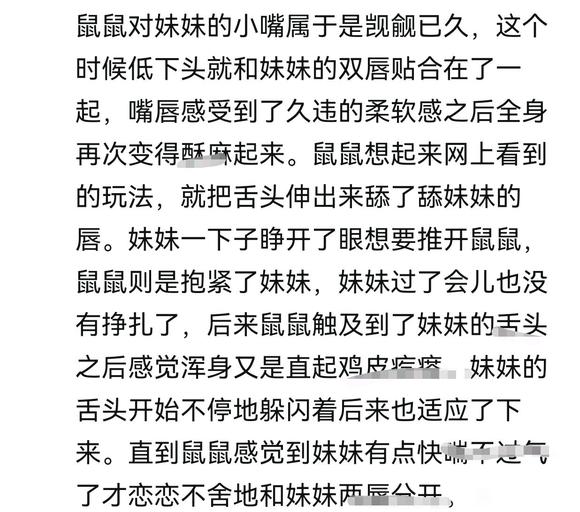 鼠鼠对妹妹的小嘴属于是觊觎已久，这个
时候低下头就和妹妹的双唇贴合在了一
起，嘴唇感受到了久违的柔软感之后全身
再次变得酥麻起来。鼠鼠想起来网上看到
的玩法，就把舌头伸出来舔了舔妹妹的
唇。妹妹一下子睁开了眼想要推开鼠鼠，
鼠鼠则是抱紧了妹妹，妹妹过了会儿也没
有挣扎了，后来鼠鼠触及到了妹妹的舌头
之后感觉浑身又是直起鸡皮疙瘩 妹妹的
舌头开始不停地躲闪着后来也适应了下
来。直到鼠鼠感觉到妹妹有点快喘不过气
了才恋恋不舍地和妹妹两唇分开，